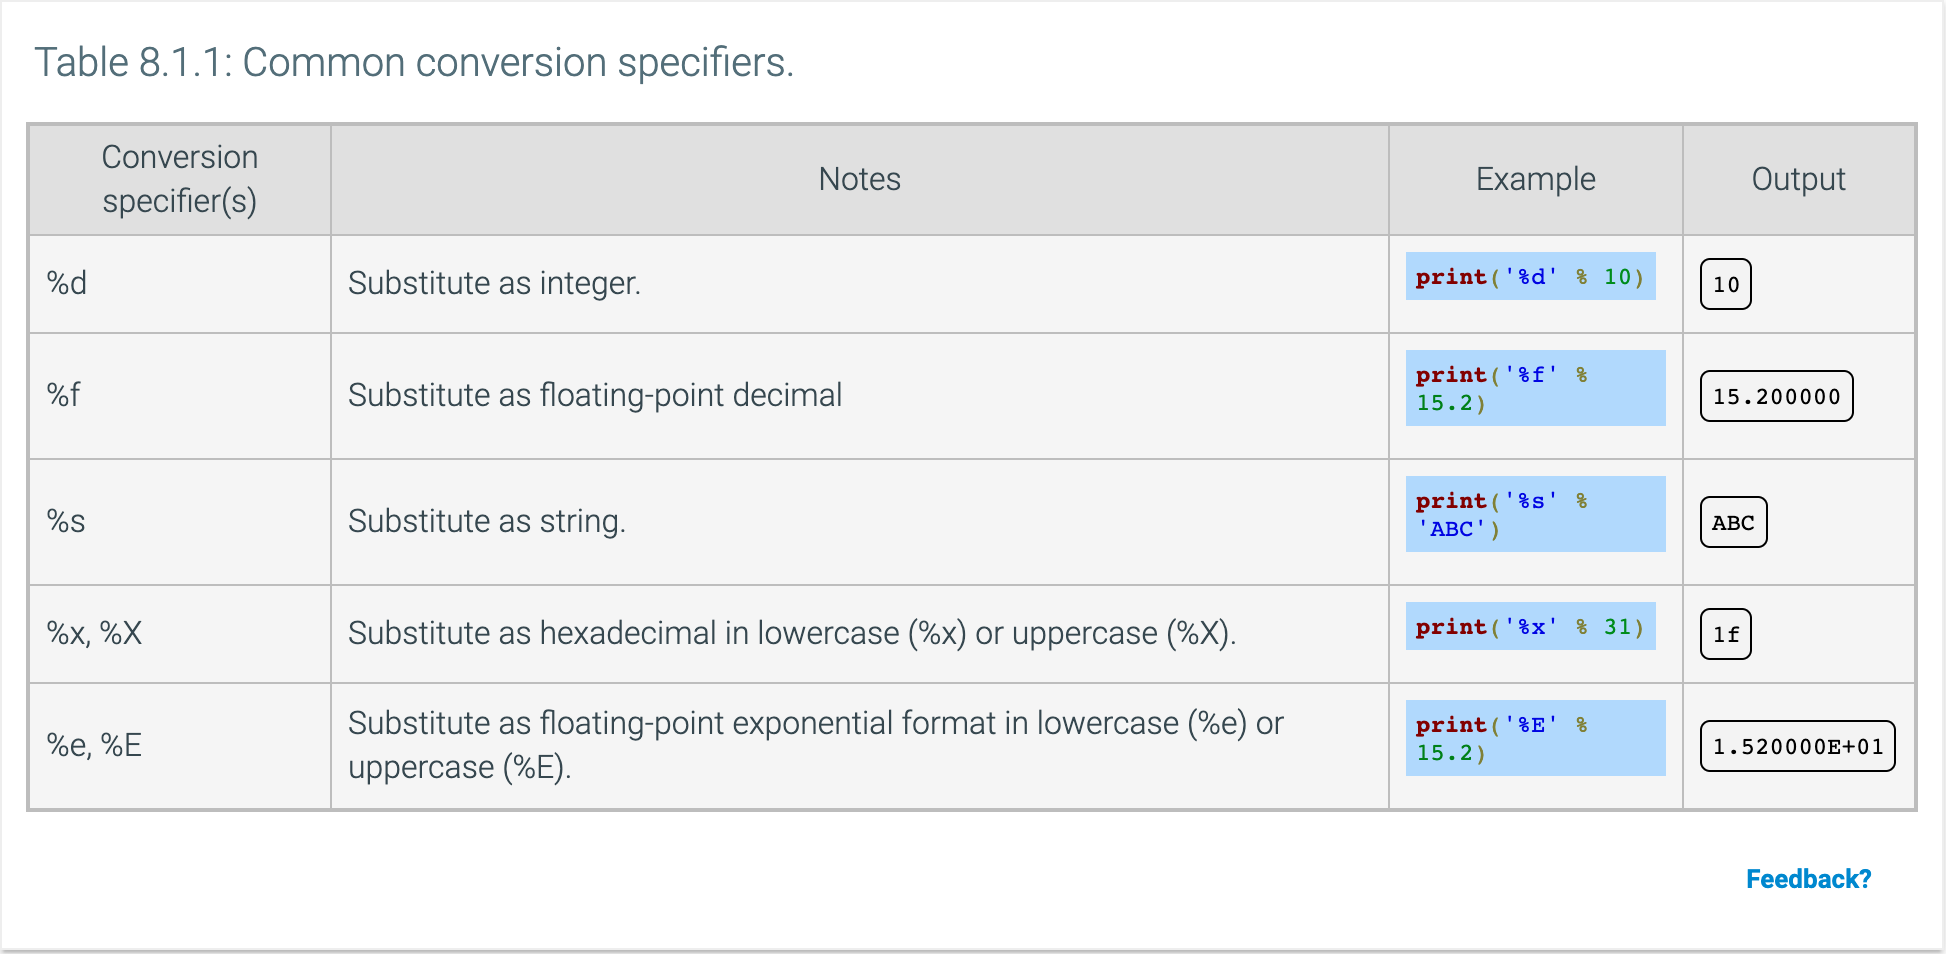 Table 8.1.1: Common conversion specifiers.
Conversion
specifier(s)
Notes
Example
Output
%d
Substitute as integer.
print('%d' % 10)
10
%f
Substitute as floating-point decimal
print('%f' %
15.2)
15.200000
%s
Substitute as string.
print('%s' %
'ABC')
ABC
%x, %X
Substitute as hexadecimal in lowercase (%x) or uppercase (%X).
print('%x' % 31)
1f
%e, %E
Substitute as floating-point exponential format in lowercase (%e) or
uppercase (%E).
print('%E' %
15.2)
1.520000E+01
Feedback?